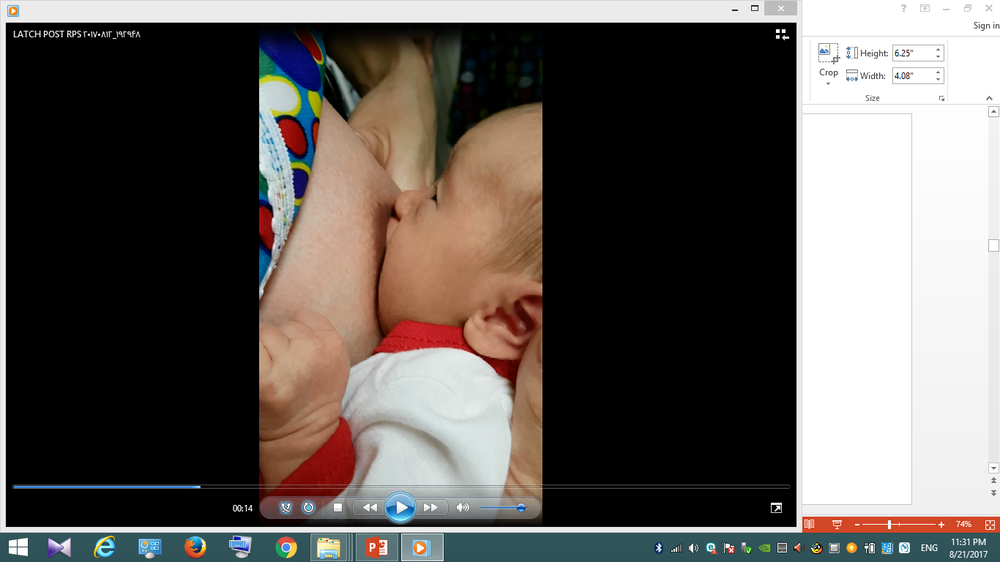 LATCH POST RPS ۲۰۱۷۰۸۱۲_۱۹۲۹۴۸
Sign in
Height: 6.25"
Crop
Width: 4.08"
Size
00:14
74%
ENG
11:31 PM
8/21/2017